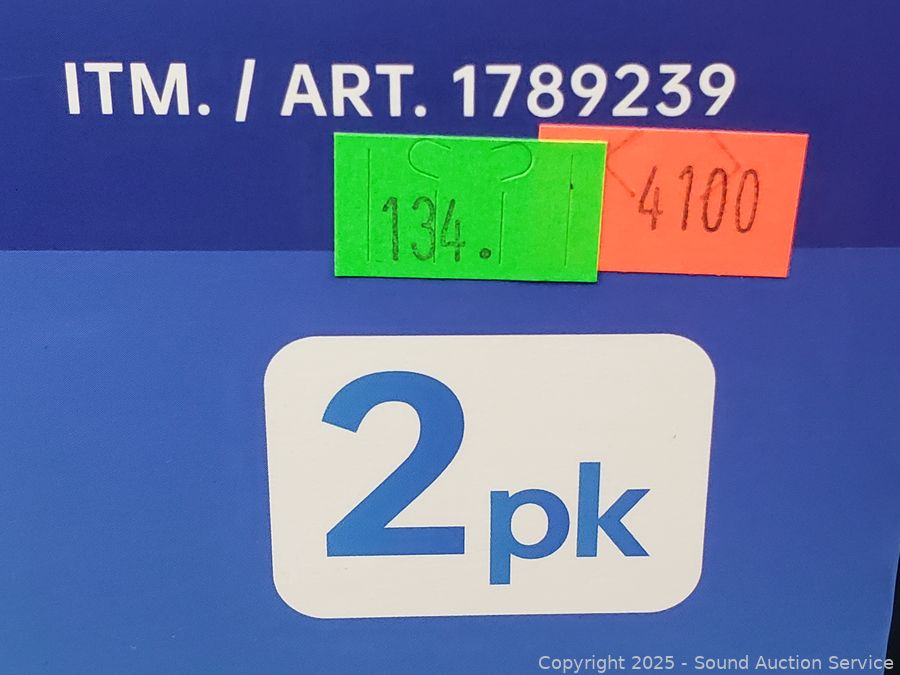 ITM. / ART. 1789239
134.
4100
2pk
Copyright 2025 - Sound Auction Service